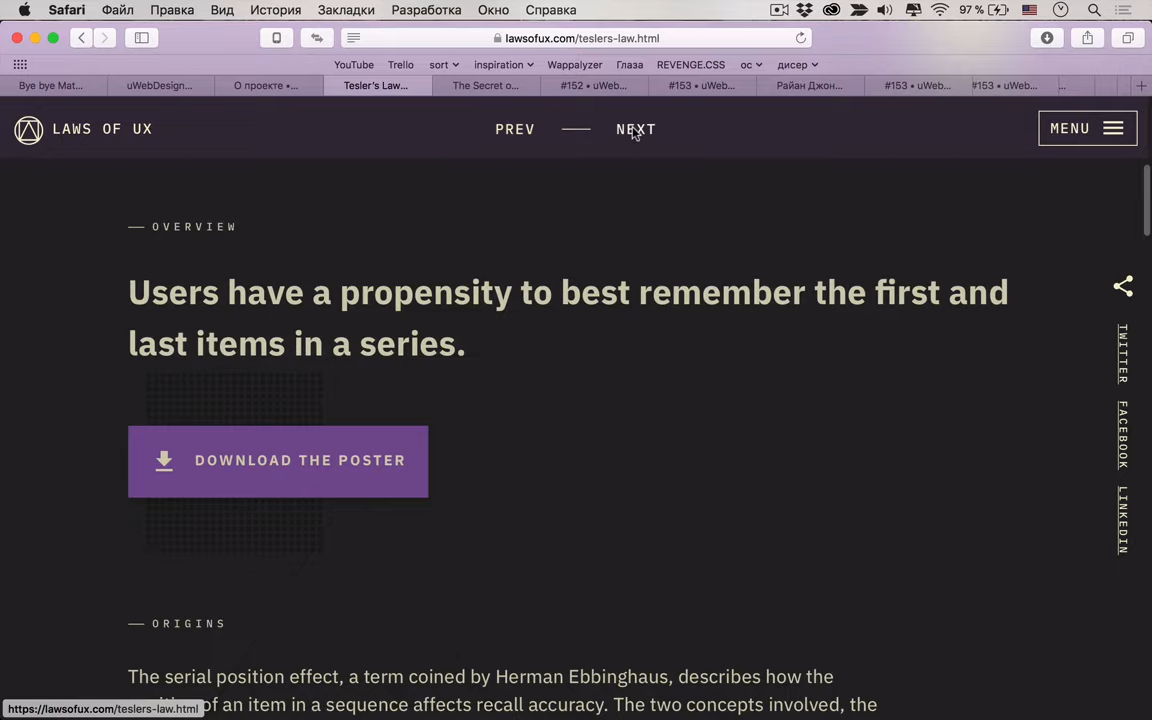 Safari Файл Правка Вид История Закладки Разработка Окно Справка 97 %
lawsofux.com/teslers-law.html
YouTube Trello sort inspiration Wappalyzer Глаза REVENGE.CSS ос дисер
Bye bye Mat... uWebDesign... О проекте •... Tesler's Law... The Secret o... #152 • uWeb... #153 • uWeb... Райан Джон... #153 • uWeb... #153 • uWeb... ...
LAWS OF UX PREV NEXT MENU
OVERVIEW
Users have a propensity to best remember the first and
last items in a series.
DOWNLOAD THE POSTER
TWITTER
FACEBOOK
LINKEDIN
ORIGINS
The serial position effect, a term coined by Herman Ebbinghaus, describes how the
of an item in a sequence affects recall accuracy. The two concepts involved, the
https://lawsofux.com/teslers-law.html